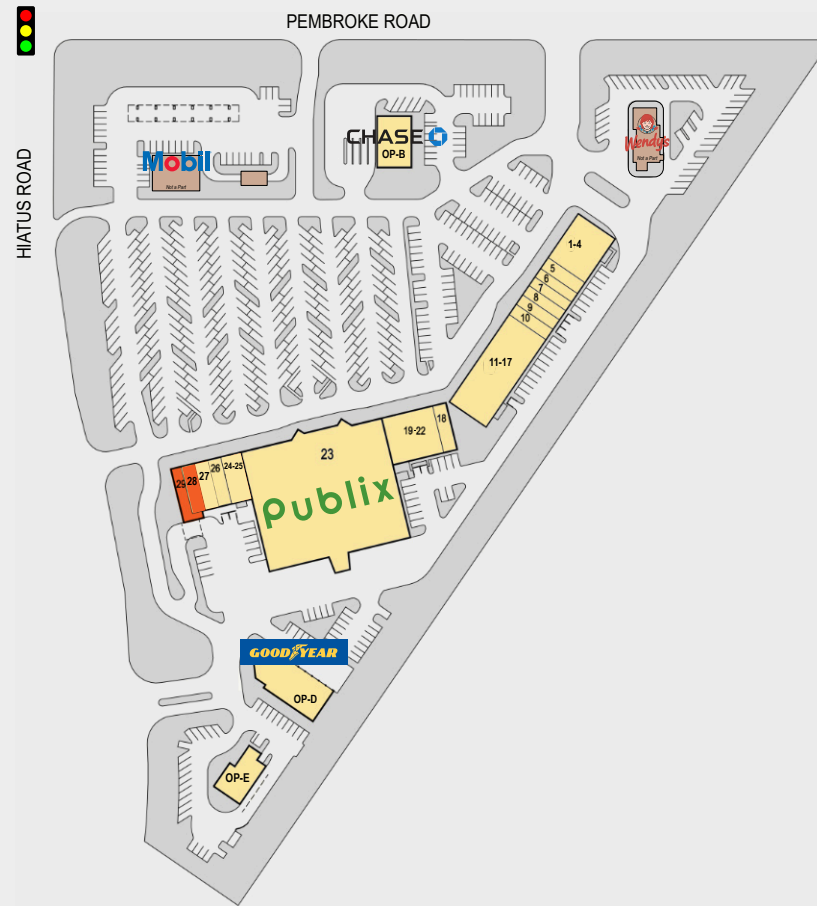 PEMBROKE ROAD
HIATUS ROAD
CHASE
OP-B
Mobil
Not a Part
Wendy's
Not a Part
1-4
5
6
7
8
9
10
11-17
18
19-22
23
Publix
24-25
26
27
28
29
GOODYEAR
OP-D
OP-E